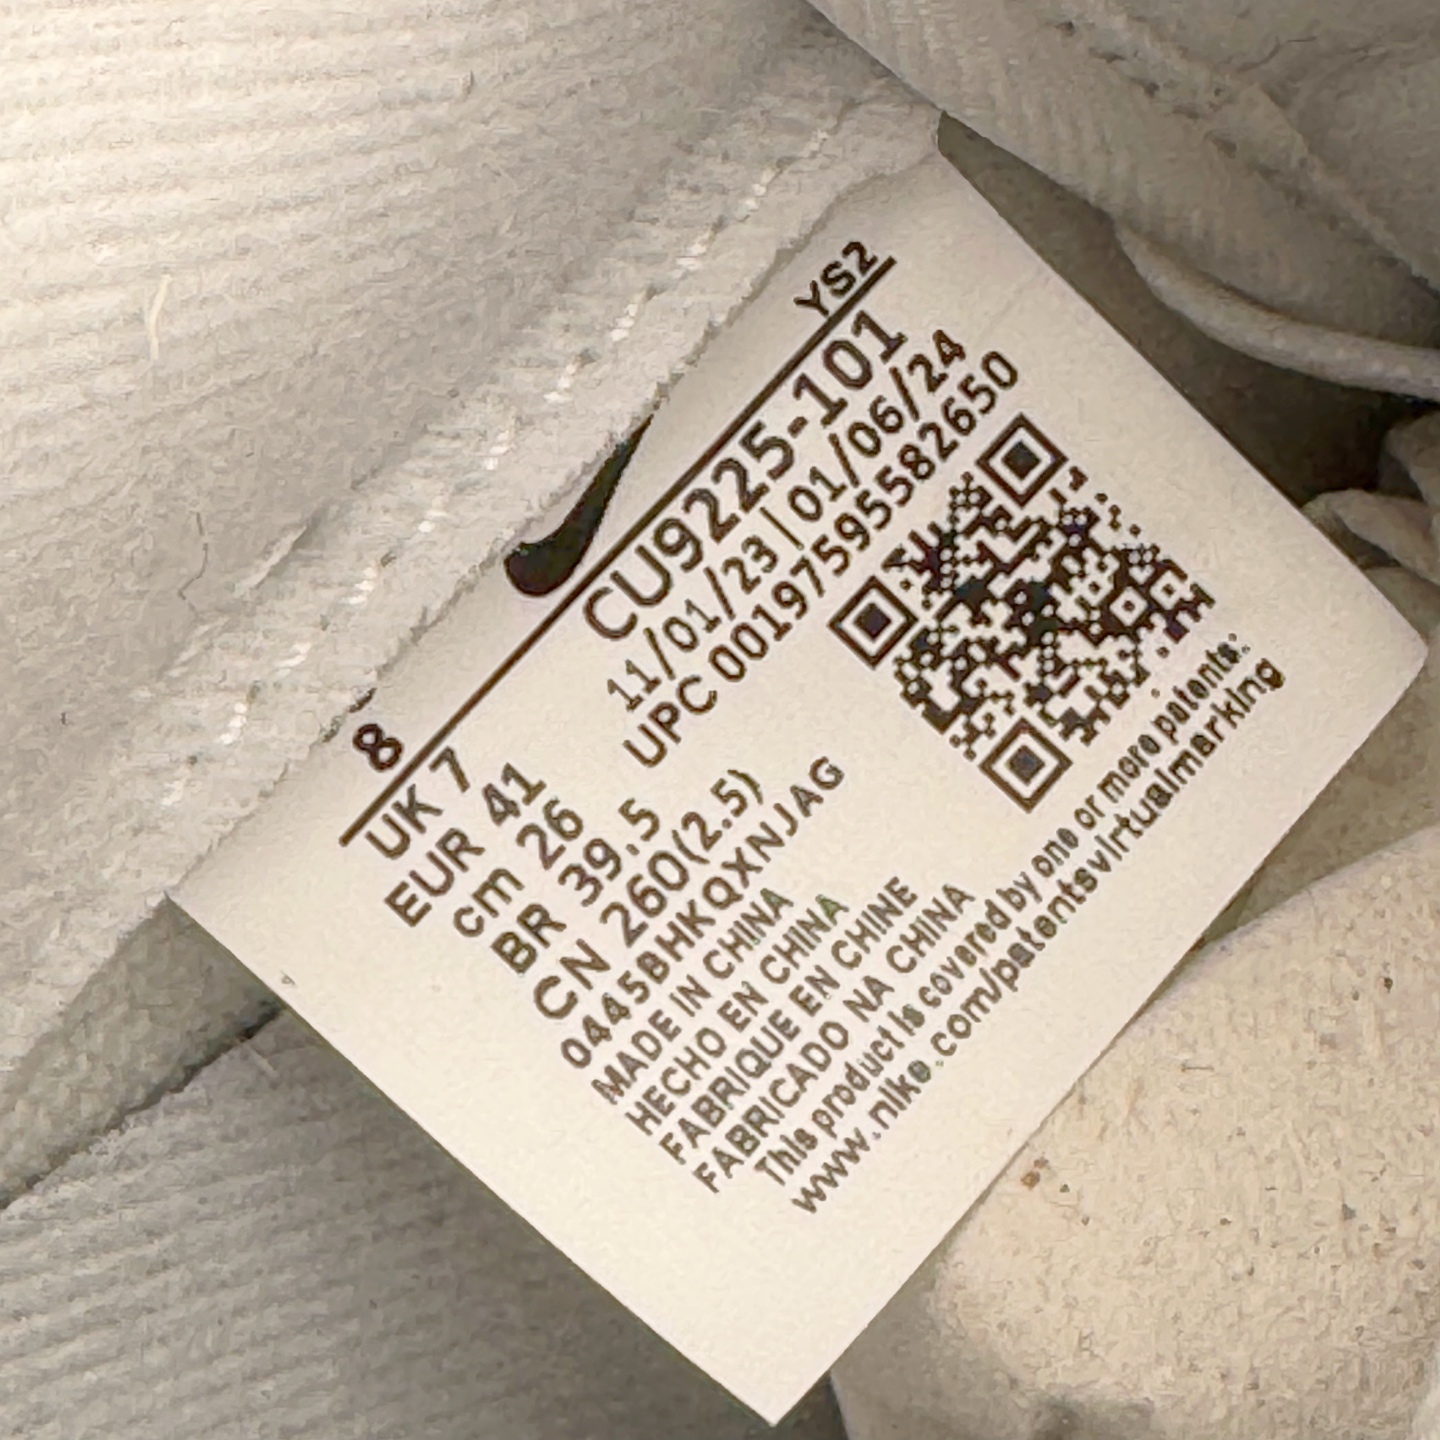 8
YS2
UK 7
EUR 41
cm 26
BR 39.5
CN 260(2.5)
CU9225-101
11/01/23|01/06/24
UPC 00197595582650
0445BHKQXNJAG
MADE IN CHINA
HECHO EN CHINA
FABRIQUE EN CHINE
FABRICADO NA CHINA
This product is covered by one or more patents:
www.nike.com/patentsvirtualmarking